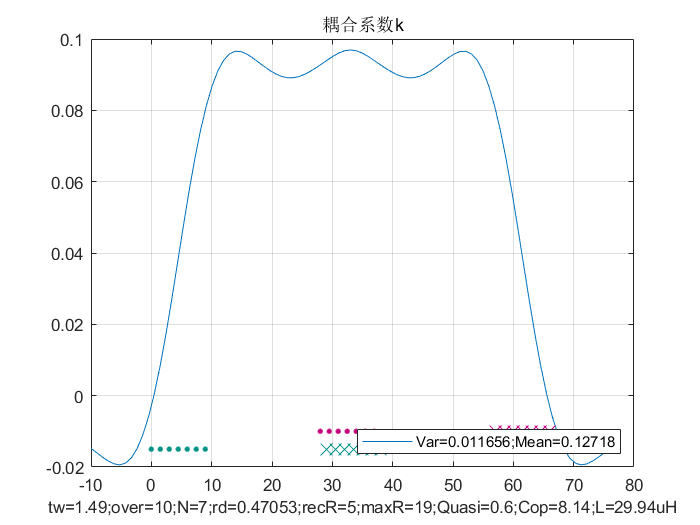 耦合系数k
0.1
0.08
0.06
0.04
0.02
0
-0.02
Var=0.011656;Mean=0.12718
-10 0 10 20 30 40 50 60 70 80
tw=1.49;over=10;N=7;rd=0.47053;recR=5;maxR=19;Quasi=0.6;Cop=8.14;L=29.94uH